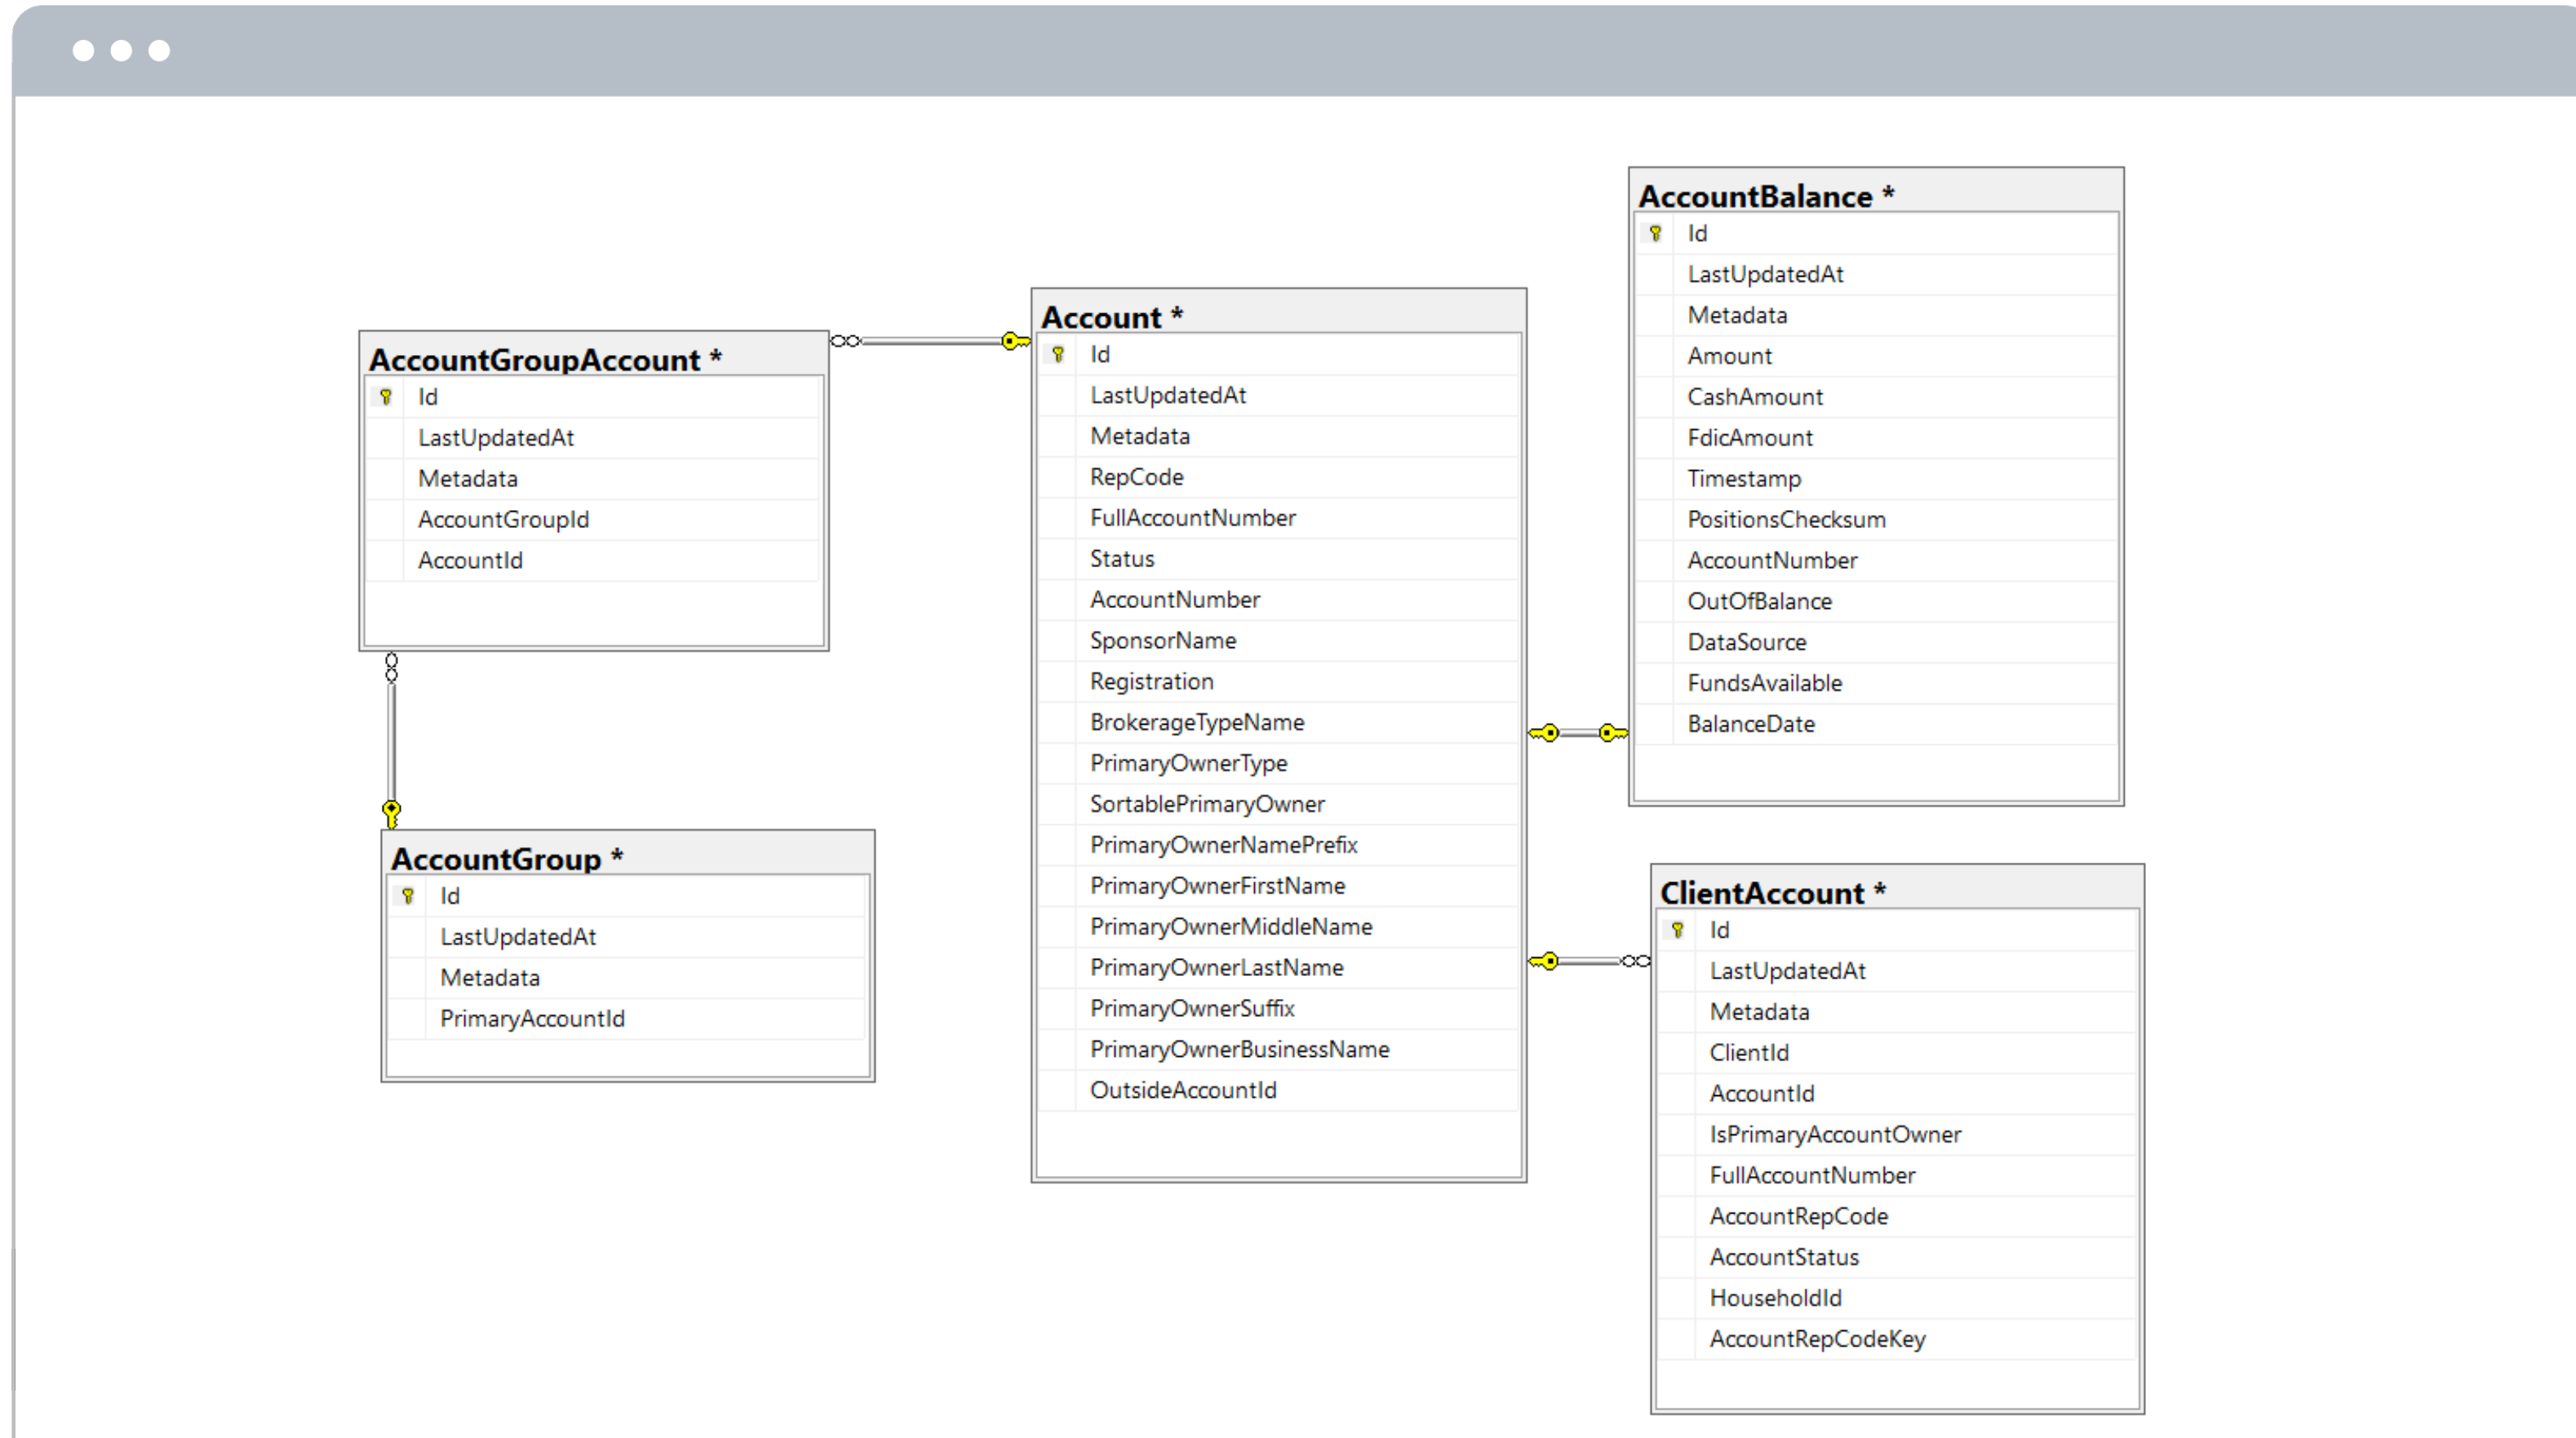 AccountGroupAccount *
Id
LastUpdatedAt
Metadata
AccountGroupId
AccountId
AccountGroup *
Id
LastUpdatedAt
Metadata
PrimaryAccountId
Account *
Id
LastUpdatedAt
Metadata
RepCode
FullAccountNumber
Status
AccountNumber
SponsorName
Registration
BrokerageTypeName
PrimaryOwnerType
SortablePrimaryOwner
PrimaryOwnerNamePrefix
PrimaryOwnerFirstName
PrimaryOwnerMiddleName
PrimaryOwnerLastName
PrimaryOwnerSuffix
PrimaryOwnerBusinessName
OutsideAccountId
AccountBalance *
Id
LastUpdatedAt
Metadata
Amount
CashAmount
FdicAmount
Timestamp
PositionsChecksum
AccountNumber
OutOfBalance
DataSource
FundsAvailable
BalanceDate
ClientAccount *
Id
LastUpdatedAt
Metadata
ClientId
AccountId
IsPrimaryAccountOwner
FullAccountNumber
AccountRepCode
AccountStatus
HouseholdId
AccountRepCodeKey